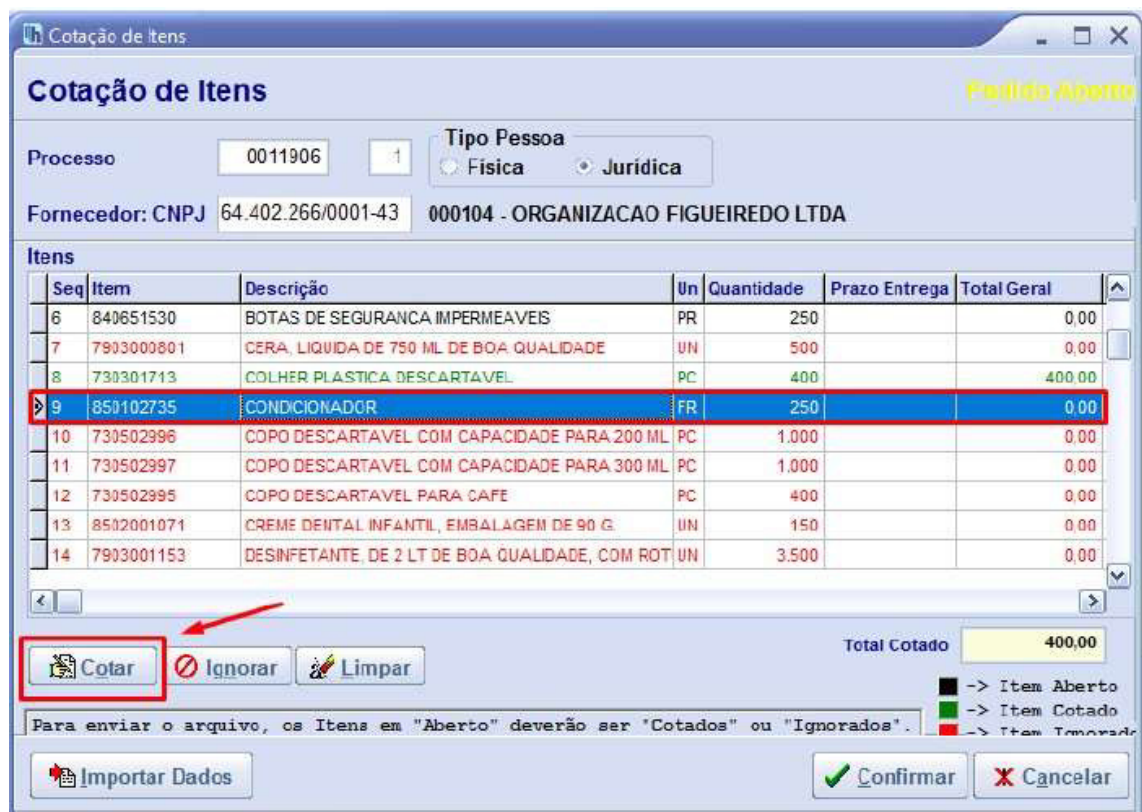 Cotação de Itens
Cotação de Itens
Pedido Aberto
Tipo Pessoa
Processo 0011906 1 Física Jurídica
Fornecedor: CNPJ 64.402.266/0001-43 000104 - ORGANIZACAO FIGUEIREDO LTDA
Itens
Seq Item Descrição Un Quantidade Prazo Entrega Total Geral
6 840651530 BOTAS DE SEGURANCA IMPERMEAVEIS PR 250 0,00
7 7903000801 CERA, LIQUIDA DE 750 ML DE BOA QUALIDADE UN 500 0,00
8 730301713 COLHER PLASTICA DESCARTAVEL PC 400 400,00
9 850102735 CONDICIONADOR FR 250 0,00
10 730502996 COPO DESCARTAVEL COM CAPACIDADE PARA 200 ML PC 1.000 0,00
11 730502997 COPO DESCARTAVEL COM CAPACIDADE PARA 300 ML PC 1.000 0,00
12 730502995 COPO DESCARTAVEL PARA CAFE PC 400 0,00
13 8502001071 CREME DENTAL INFANTIL, EMBALAGEM DE 90 G. UN 150 0,00
14 7903001153 DESINFETANTE, DE 2 LT DE BOA QUALIDADE, COM ROT UN 3.500 0,00
Total Cotado 400,00
Cotar Ignorar Limpar
-> Item Aberto
-> Item Cotado
-> Item Ignorado
Para enviar o arquivo, os Itens em "Aberto" deverão ser "Cotados" ou "Ignorados".
Importar Dados Confirmar Cancelar